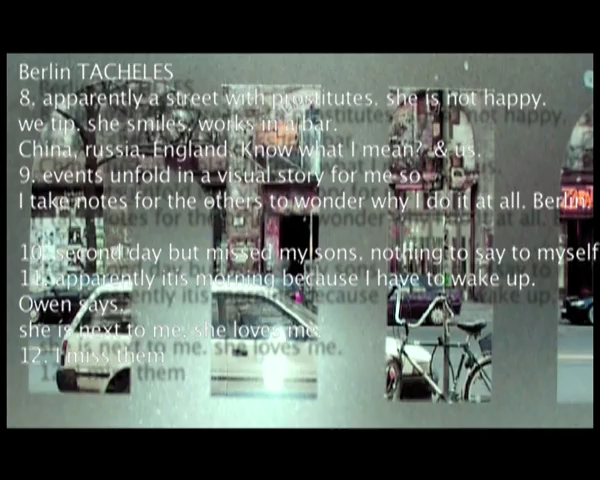 Berlin TACHELES
8, apparently a street with prostitutes. she is not happy.
we tip. she smiles, works in a bar.
China, russia, England. Know what I mean? & us.
9. events unfold in a visual story for me so
I take notes for the others to wonder why I do it at all. Berlin.
10. second day but missed my sons. nothing to say to myself
11. apparently itis morning because I have to wake up.
Owen says.
she is next to me. she loves me.
12. I miss them